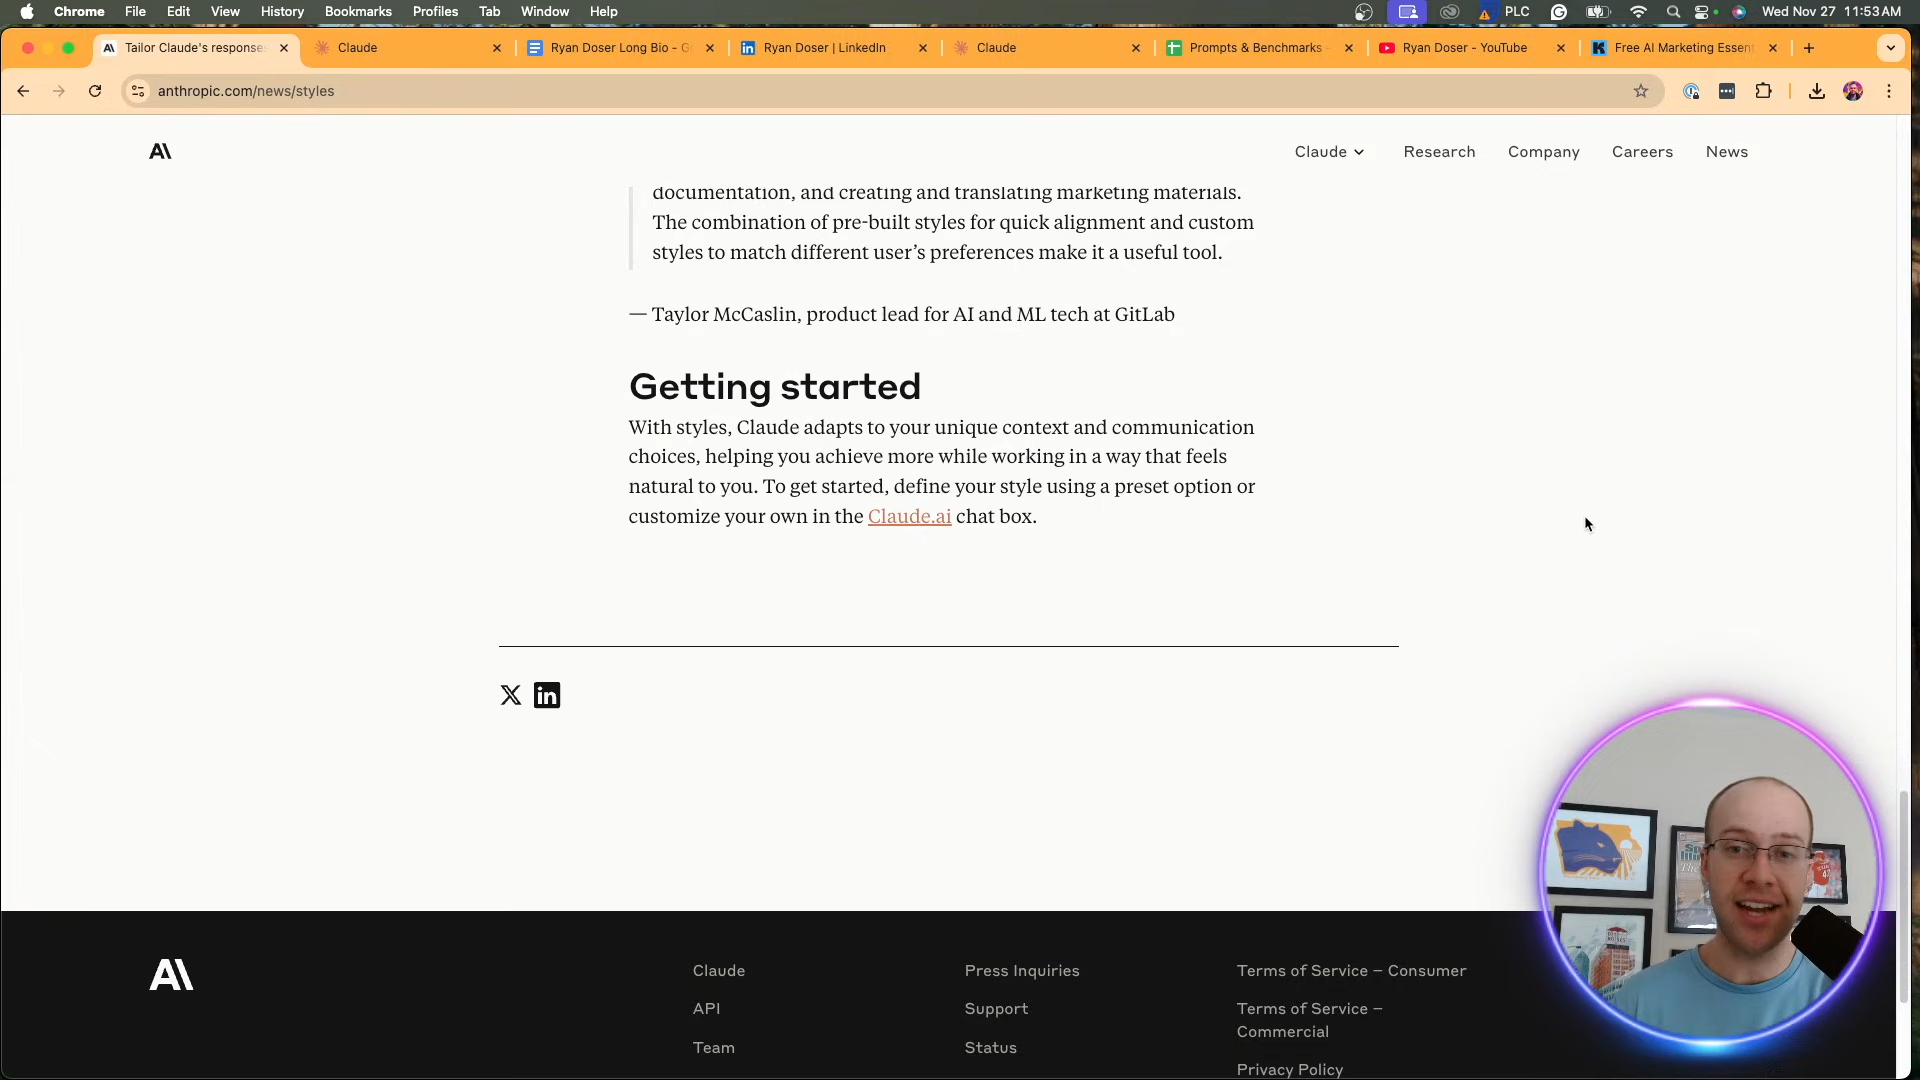 Chrome File Edit View History Bookmarks Profiles Tab Window Help
PLC
Wed Nov 27 11:53 AM
Tailor Claude's responses
Claude
Ryan Doser Long Bio - G
Ryan Doser | LinkedIn
Claude
Prompts & Benchmarks -
Ryan Doser - YouTube
Free AI Marketing Essent
anthropic.com/news/styles
Claude
Research
Company
Careers
News
documentation, and creating and translating marketing materials.
The combination of pre-built styles for quick alignment and custom
styles to match different user’s preferences make it a useful tool.
— Taylor McCaslin, product lead for AI and ML tech at GitLab
Getting started
With styles, Claude adapts to your unique context and communication
choices, helping you achieve more while working in a way that feels
natural to you. To get started, define your style using a preset option or
customize your own in the Claude.ai chat box.
Claude
Press Inquiries
Terms of Service – Consumer
API
Support
Terms of Service –
Commercial
Team
Status
Privacy Policy